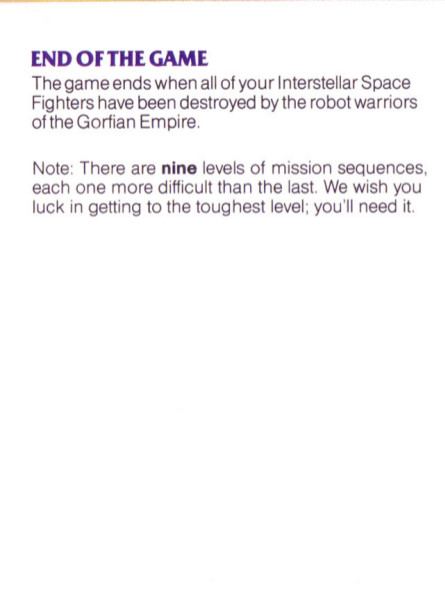 END OF THE GAME
The game ends when all of your Interstellar Space
Fighters have been destroyed by the robot warriors
of the Gorfian Empire.
Note: There are nine levels of mission sequences,
each one more difficult than the last. We wish you
luck in getting to the toughest level; you'll need it.